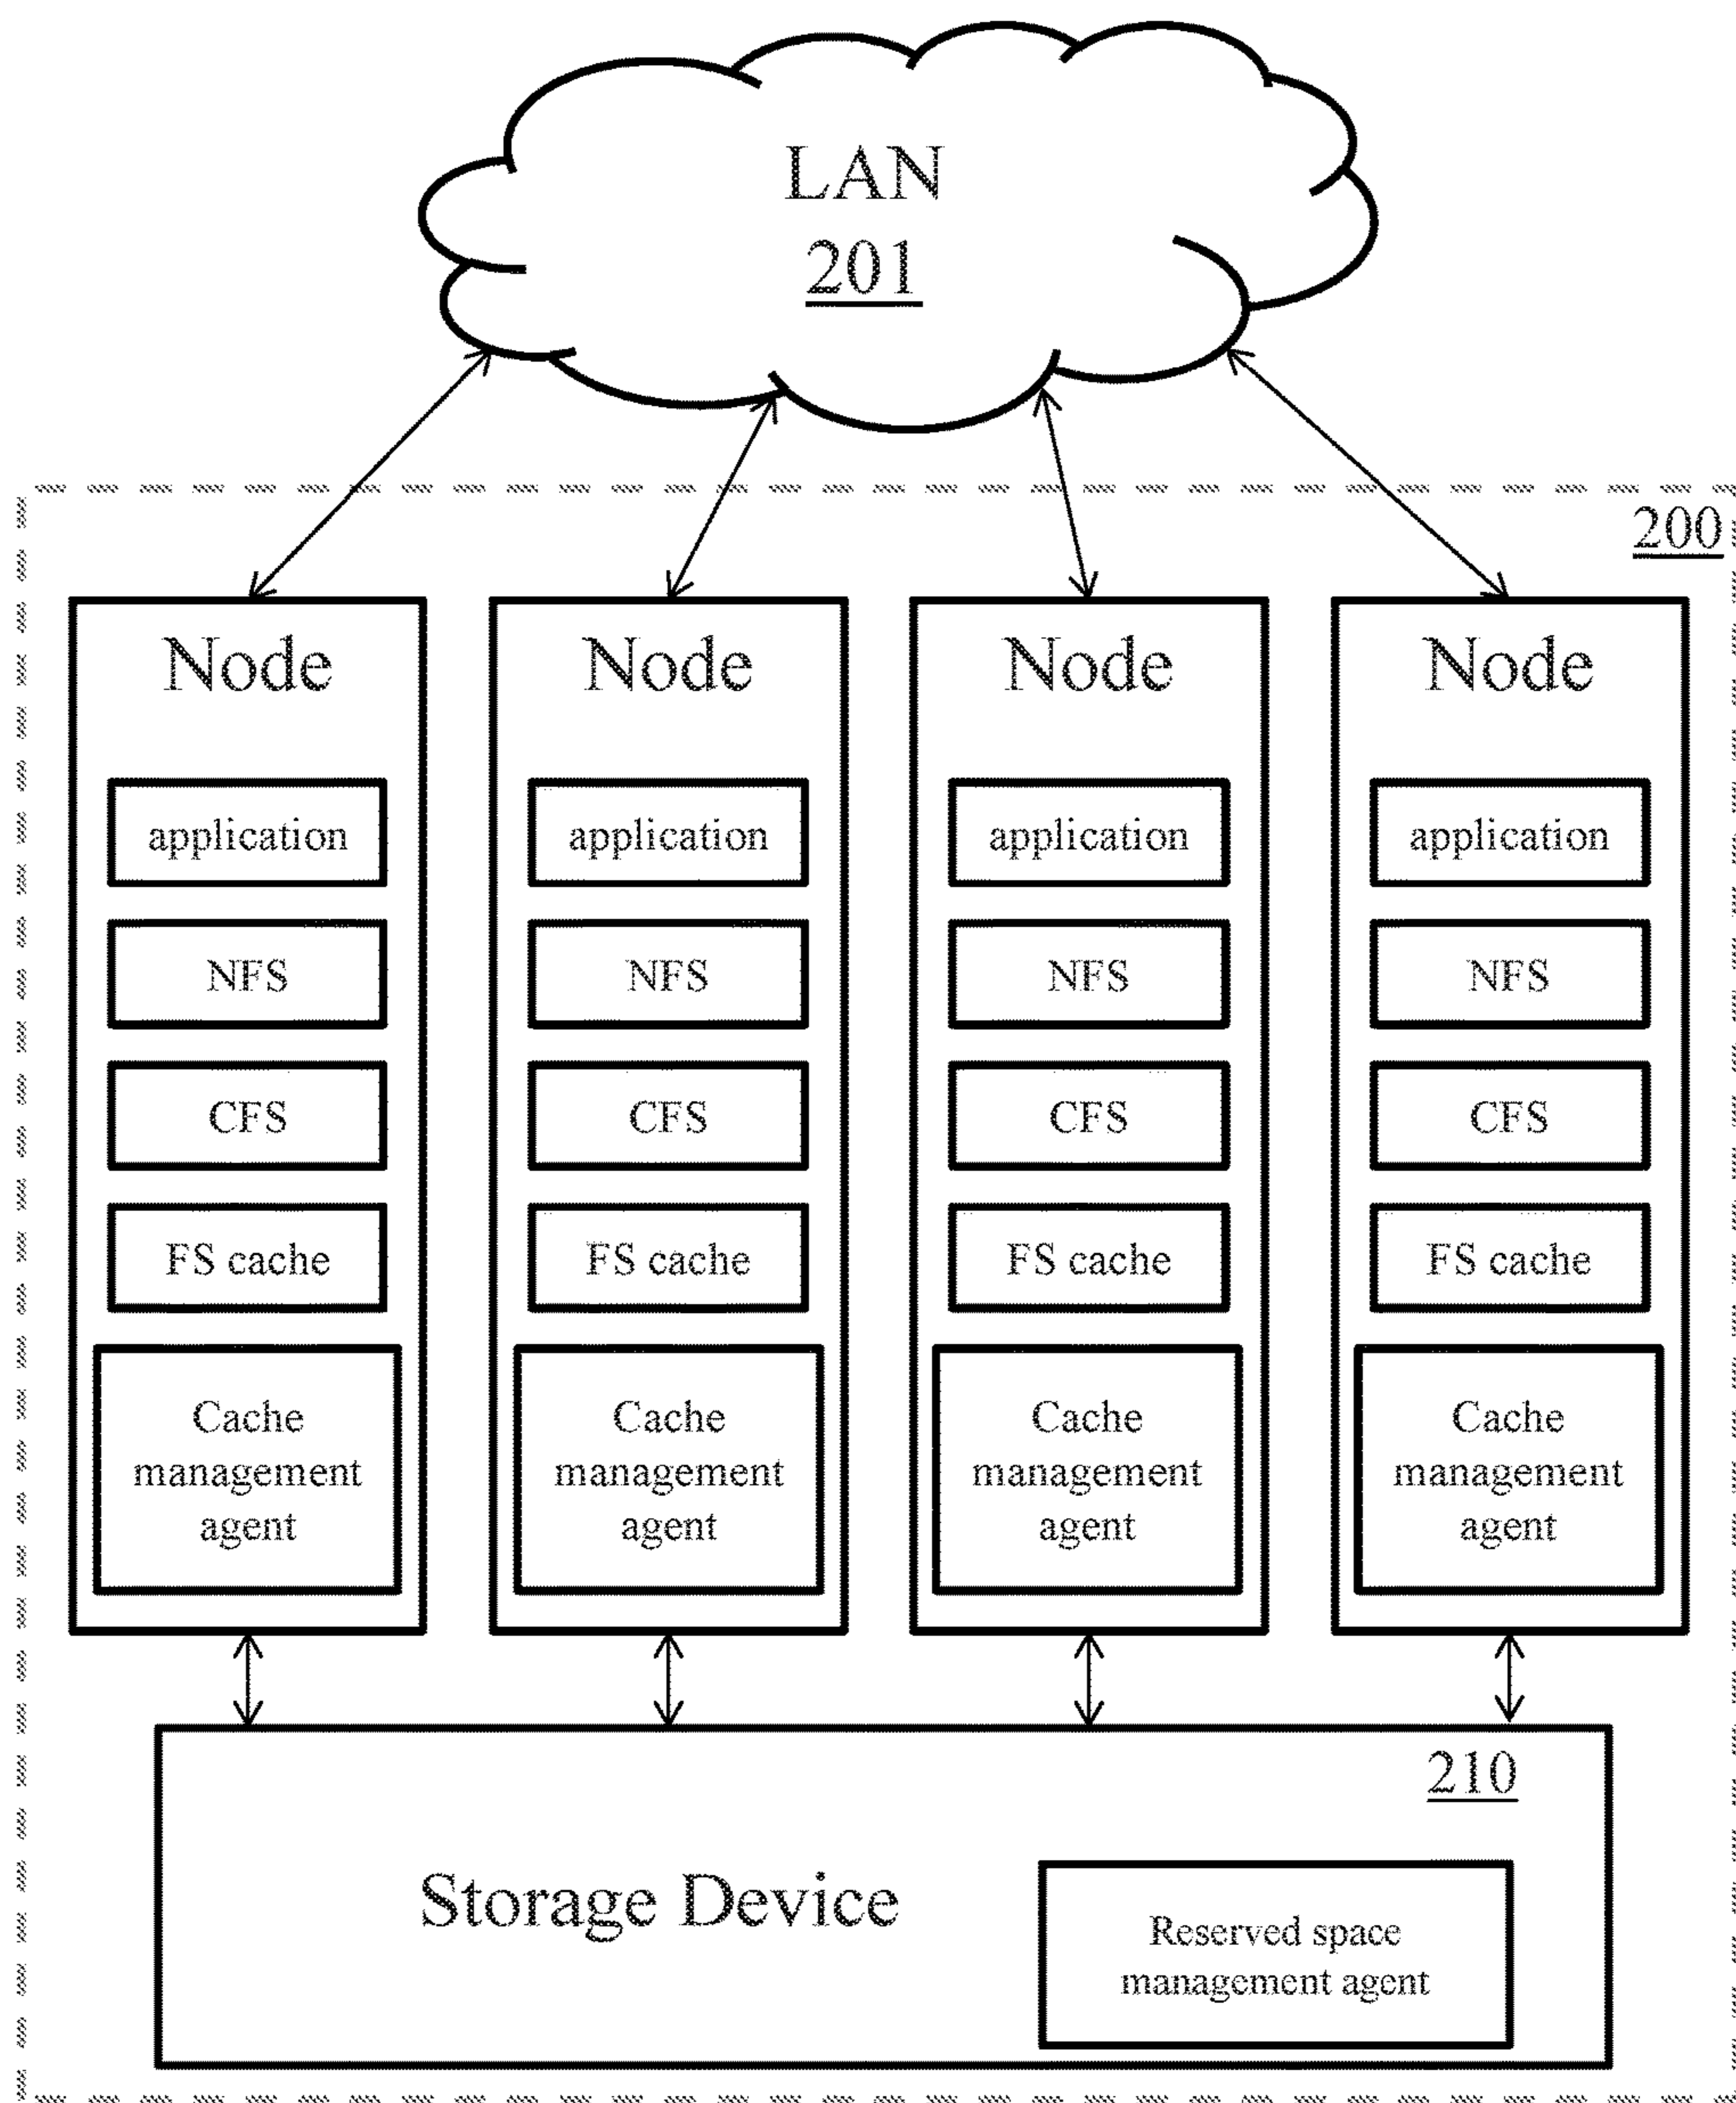 LAN
201
200
Node
application
NFS
CFS
FS cache
Cache
management
agent
Node
application
NFS
CFS
FS cache
Cache
management
agent
Node
application
NFS
CFS
FS cache
Cache
management
agent
Node
application
NFS
CFS
FS cache
Cache
management
agent
210
Storage Device
Reserved space
management agent